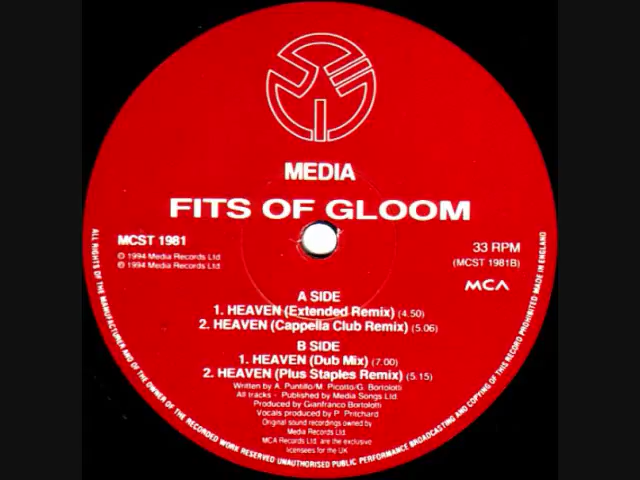 MEDIA
FITS OF GLOOM
MCST 1981
℗ 1994 Media Records Ltd
© 1994 Media Records Ltd
33 RPM
(MCST 1981B)
MCA
A SIDE
1. HEAVEN (Extended Remix) (4.50)
2. HEAVEN (Cappella Club Remix) (5.06)
B SIDE
1. HEAVEN (Dub Mix) (7.00)
2. HEAVEN (Plus Staples Remix) (5.15)
Written by A. Puntillo/M. Picotto/G. Bortolotti
All tracks - Published by Media Songs Ltd.
Produced by Gianfranco Bortolotti
Vocals produced by P. Pritchard
Original sound recordings owned by
Media Records Ltd.
MCA Records Ltd. are the exclusive
licensees for the UK
ALL RIGHTS OF THE MANUFACTURER AND OF THE OWNER OF THE RECORDED WORK RESERVED UNAUTHORISED PUBLIC PERFORMANCE BROADCASTING AND COPYING OF THIS RECORD PROHIBITED MADE IN ENGLAND